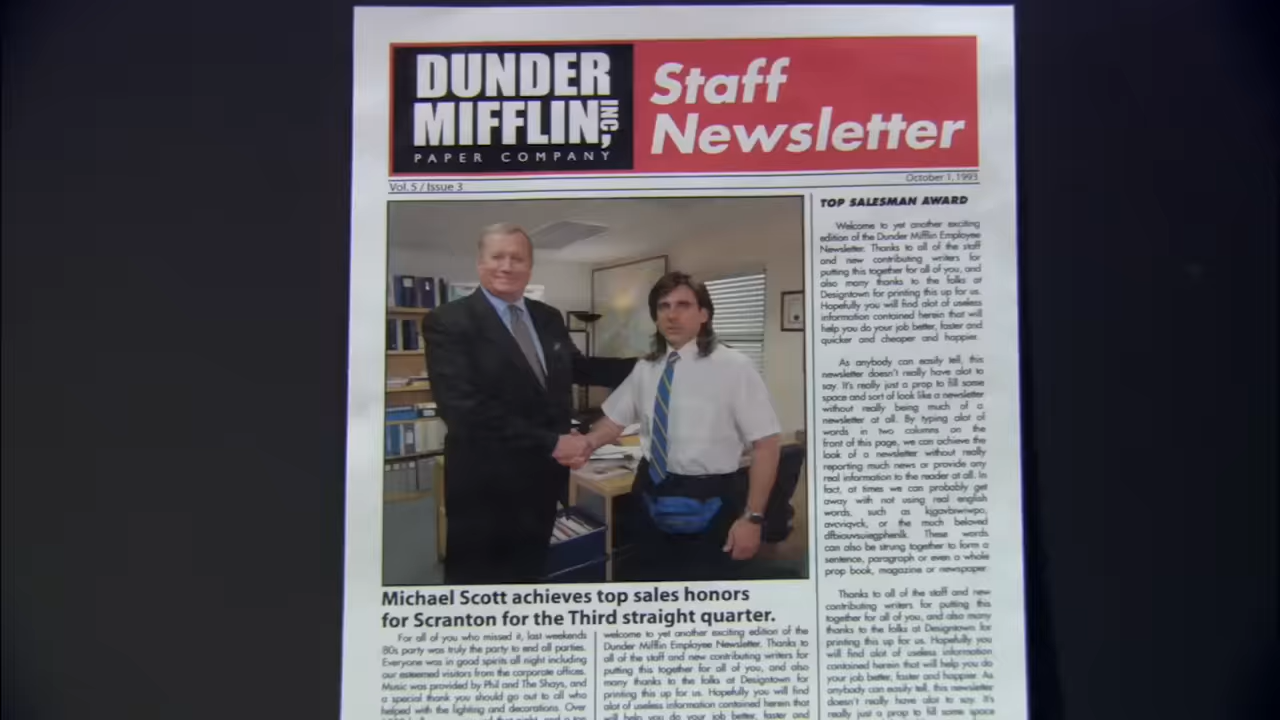 DUNDER
MIFFLIN INC,
PAPER COMPANY
Staff
Newsletter
Vol. 5 / Issue 3
October 1, 1993
TOP SALESMAN AWARD
Welcome to yet another exciting
edition of the Dunder Mifflin Employee
Newsletter. Thanks to all of the staff
and new contributing writers for
putting this together for all of you, and
also many thanks to the folks at
Designtown for printing this up for us.
Hopefully you will find alot of useless
information contained herein that will
help you do your job better, faster and
quicker and cheaper and happier.
As anybody can easily tell, this
newsletter doesn't really have alot to
say. It's really just a prop to fill some
space and sort of look like a newsletter
without really being much of a
newsletter at all. By typing alot of
words in two columns on the
front of this page, we can achieve the
look of a newsletter without really
reporting much news or provide any
real information to the reader at all. In
fact, at times we can probably get
away with not using real english
words, such as
or the much beloved
These words
can also be strung together to form a
sentence, paragraph or even a whole
prop book, magazine or newspaper
Thanks to all of the staff and new
contributing writers for putting this
together for all of you, and also many
thanks to the folks at Designtown for
printing this up for us. Hopefully you
will find alot of useless information
contained herein that will help you do
your job better, faster and happier. As
anybody can easily tell, this newsletter
doesn't really have alot to say. It's
really just a prop to fill some space
Michael Scott achieves top sales honors
for Scranton for the Third straight quarter.
For all of you who missed it, last weekends
80s party was truly the party to end all parties.
Everyone was in good spirits all night including
our esteemed visitors from the corporate offices.
Music was provided by Phil and The Shays, and
a special thank you should go out to all who
helped with the lighting and decorations. Over
welcome to yet another exciting edition of the
Dunder Mifflin Employee Newsletter. Thanks to
all of the staff and new contributing writers for
putting this together for all of you, and also
many thanks to the folks at Designtown for
printing this up for us. Hopefully you will find
alot of useless information contained herein that
will help you do your job better, faster and